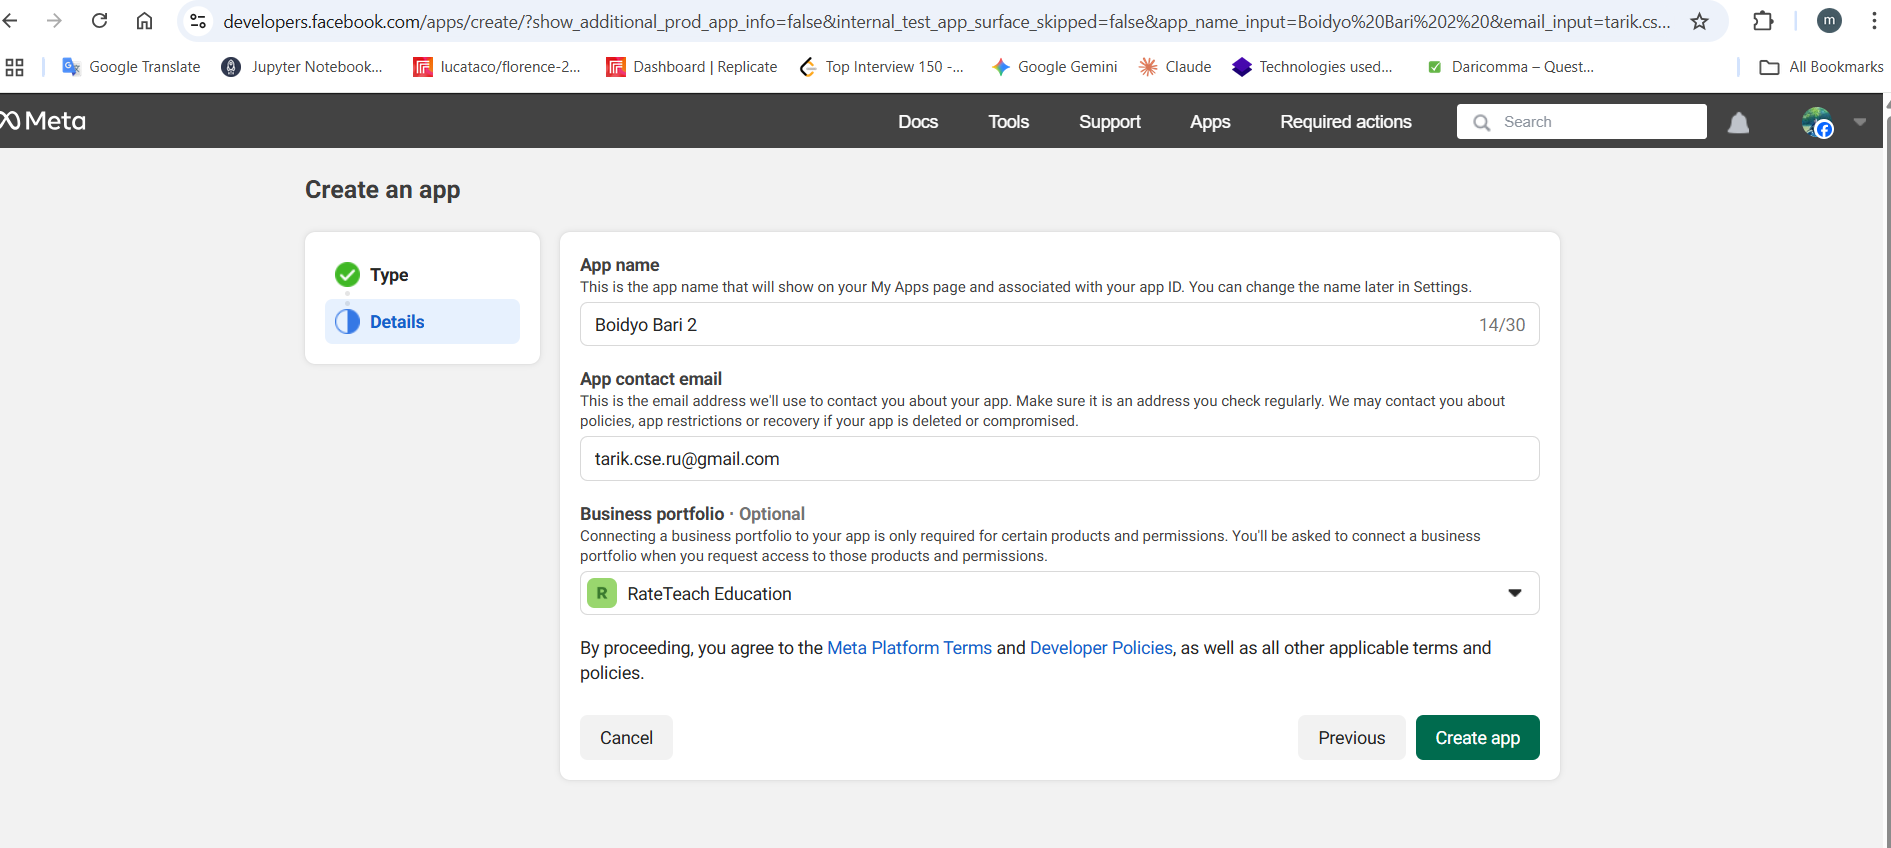 developers.facebook.com/apps/create/?show_additional_prod_app_info=false&internal_test_app_surface_skipped=false&app_name_input=Boidyo%20Bari%202%20&email_input=tarik.cs...
m
Google Translate
Jupyter Notebook...
lucataco/florence-2...
Dashboard | Replicate
Top Interview 150 -...
Google Gemini
Claude
Technologies used...
Daricomma – Quest...
All Bookmarks
Meta
Docs
Tools
Support
Apps
Required actions
Search
Create an app
Type
Details
App name
This is the app name that will show on your My Apps page and associated with your app ID. You can change the name later in Settings.
Boidyo Bari 2
14/30
App contact email
This is the email address we'll use to contact you about your app. Make sure it is an address you check regularly. We may contact you about
policies, app restrictions or recovery if your app is deleted or compromised.
tarik.cse.ru@gmail.com
Business portfolio · Optional
Connecting a business portfolio to your app is only required for certain products and permissions. You'll be asked to connect a business
portfolio when you request access to those products and permissions.
R RateTeach Education
By proceeding, you agree to the Meta Platform Terms and Developer Policies, as well as all other applicable terms and
policies.
Cancel
Previous
Create app